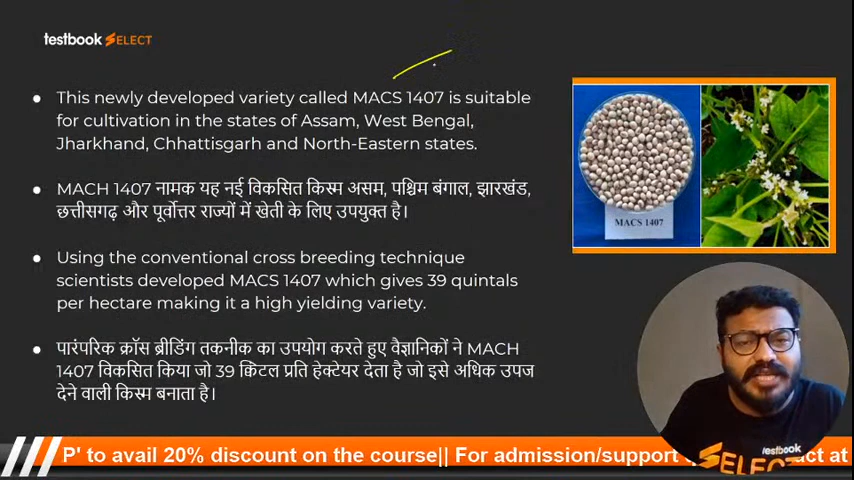 testbook SELECT
This newly developed variety called MACS 1407 is suitable
for cultivation in the states of Assam, West Bengal,
Jharkhand, Chhattisgarh and North-Eastern states.
MACH 1407 नामक यह नई विकसित किस्म असम, पश्चिम बंगाल, झारखंड,
छत्तीसगढ़ और पूर्वोत्तर राज्यों में खेती के लिए उपयुक्त है।
Using the conventional cross breeding technique
scientists developed MACS 1407 which gives 39 quintals
per hectare making it a high yielding variety.
पारंपरिक क्रॉस ब्रीडिंग तकनीक का उपयोग करते हुए वैज्ञानिकों ने MACH
1407 विकसित किया जो 39 क्विंटल प्रति हेक्टेयर देता है जो इसे अधिक उपज
देने वाली किस्म बनाता है।
MACS 1407
testbook
SELECT
P' to avail 20% discount on the course|| For admission/support act at